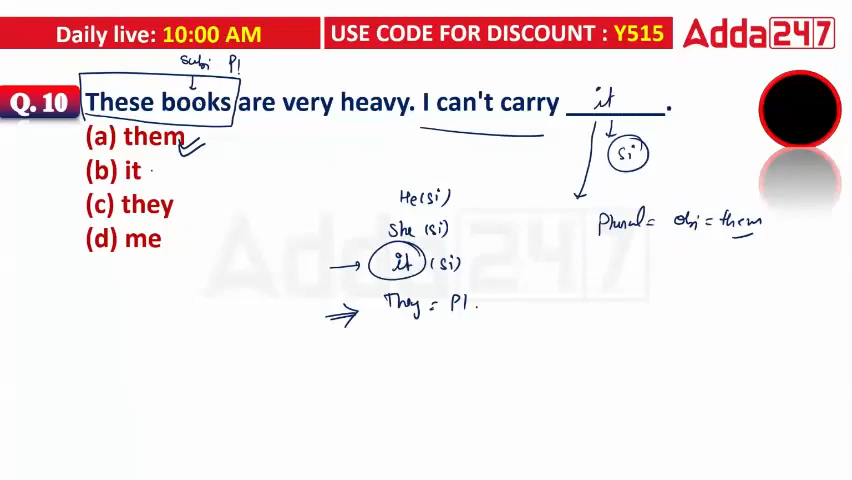 Daily live: 10:00 AM
USE CODE FOR DISCOUNT : Y515
Adda247
subj Pl
Q. 10 These books are very heavy. I can't carry it.
(a) them
si
(b) it
He (si)
(c) they
Plural = obj = them
She (si)
(d) me
it (si)
They = Pl.